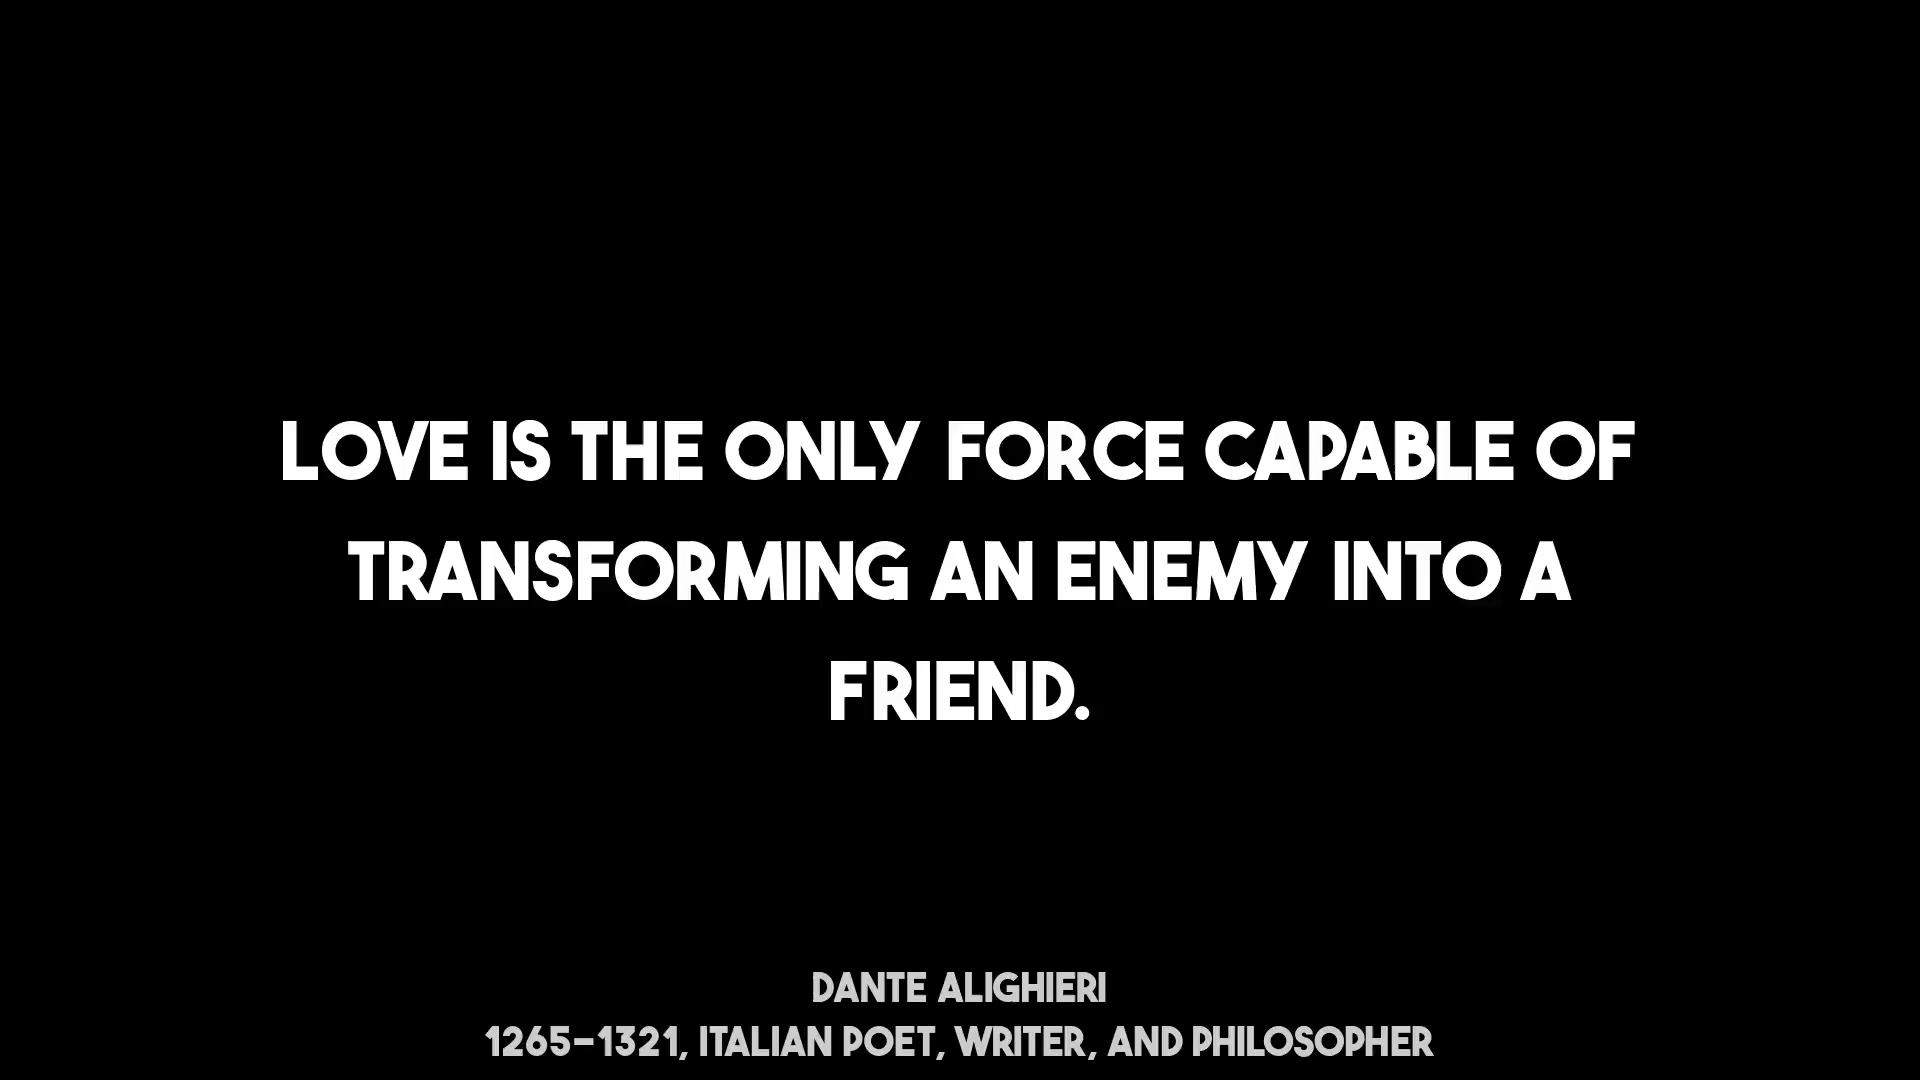 LOVE IS THE ONLY FORCE CAPABLE OF
TRANSFORMING AN ENEMY INTO A
FRIEND.
DANTE ALIGHIERI
1265-1321, ITALIAN POET, WRITER, AND PHILOSOPHER